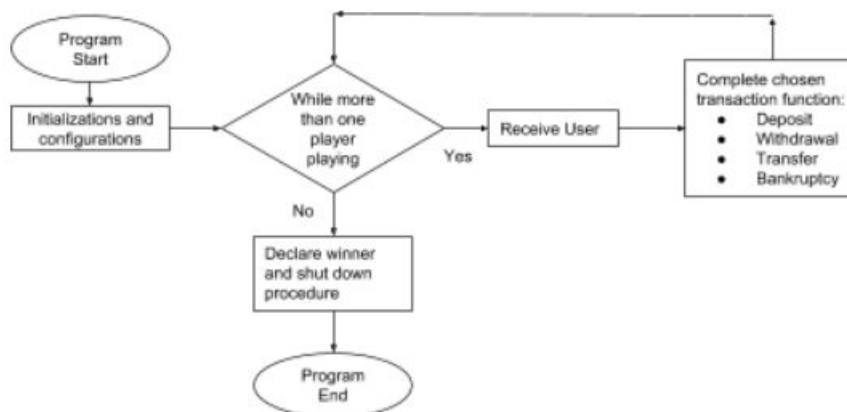 Program
Start
Initializations and
configurations
While more
than one
player
playing
Yes
Receive User
Complete chosen
transaction function:
● Deposit
● Withdrawal
● Transfer
● Bankruptcy
No
Declare winner
and shut down
procedure
Program
End